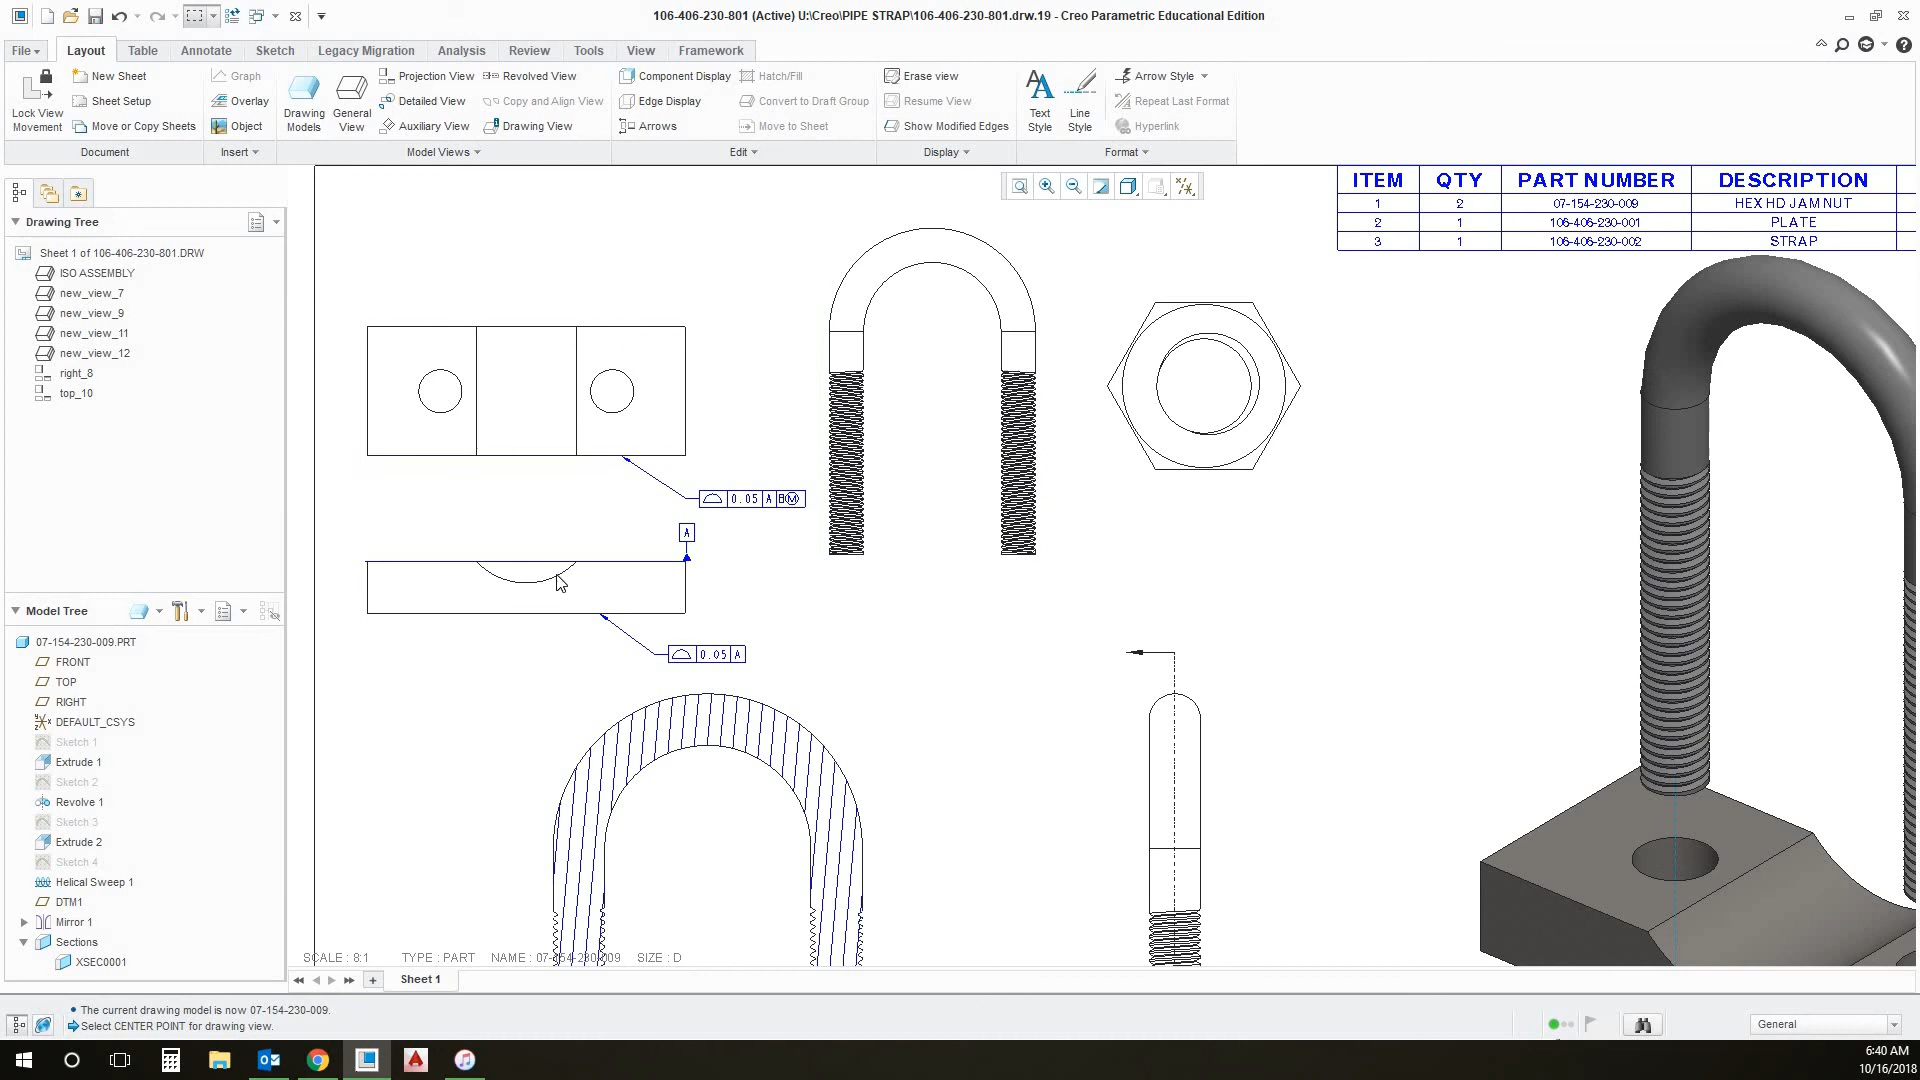 106-406-230-801 (Active) U:\Creo\PIPE STRAP\106-406-230-801.drw.19 - Creo Parametric Educational Edition
File Layout Table Annotate Sketch Legacy Migration Analysis Review Tools View Framework
Lock View Movement
New Sheet
Sheet Setup
Move or Copy Sheets
Document
Graph
Overlay
Object
Insert
Drawing Models
General View
Projection View
Detailed View
Auxiliary View
Revolved View
Copy and Align View
Drawing View
Model Views
Component Display
Edge Display
Arrows
Hatch/Fill
Convert to Draft Group
Move to Sheet
Edit
Erase view
Resume View
Show Modified Edges
Display
Text Style
Line Style
Arrow Style
Repeat Last Format
Hyperlink
Format
Drawing Tree
Sheet 1 of 106-406-230-801.DRW
ISO ASSEMBLY
new_view_7
new_view_9
new_view_11
new_view_12
right_8
top_10
Model Tree
07-154-230-009.PRT
FRONT
TOP
RIGHT
DEFAULT_CSYS
Sketch 1
Extrude 1
Sketch 2
Revolve 1
Sketch 3
Extrude 2
Sketch 4
Helical Sweep 1
DTM1
Mirror 1
Sections
XSEC0001
ITEM QTY PART NUMBER DESCRIPTION
1 2 07-154-230-009 HEX HD JAM NUT
2 1 106-406-230-001 PLATE
3 1 106-406-230-002 STRAP
0.05 A BⓂ
A
0.05 A
SCALE : 8:1 TYPE : PART NAME : 07-154-230-009 SIZE : D
Sheet 1
The current drawing model is now 07-154-230-009.
Select CENTER POINT for drawing view.
General
6:40 AM
10/16/2018